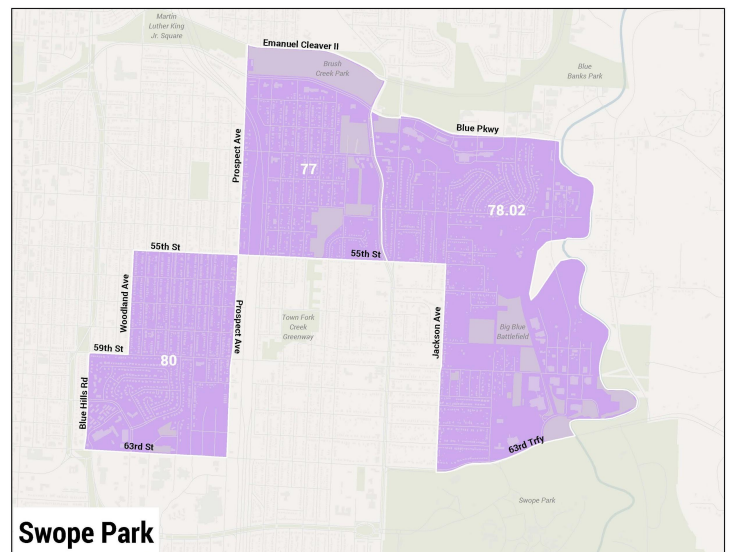 Martin
Luther King
Jr. Square
Emanuel Cleaver II
Brush
Creek Park
Blue
Banks Park
Blue Pkwy
Prospect Ave
77
78.02
55th St
55th St
Woodland Ave
Prospect Ave
Town Fork
Creek
Greenway
Jackson Ave
Big Blue
Battlefield
59th St
80
Blue Hills Rd
63rd St
63rd Trfy
Swope Park
Swope Park